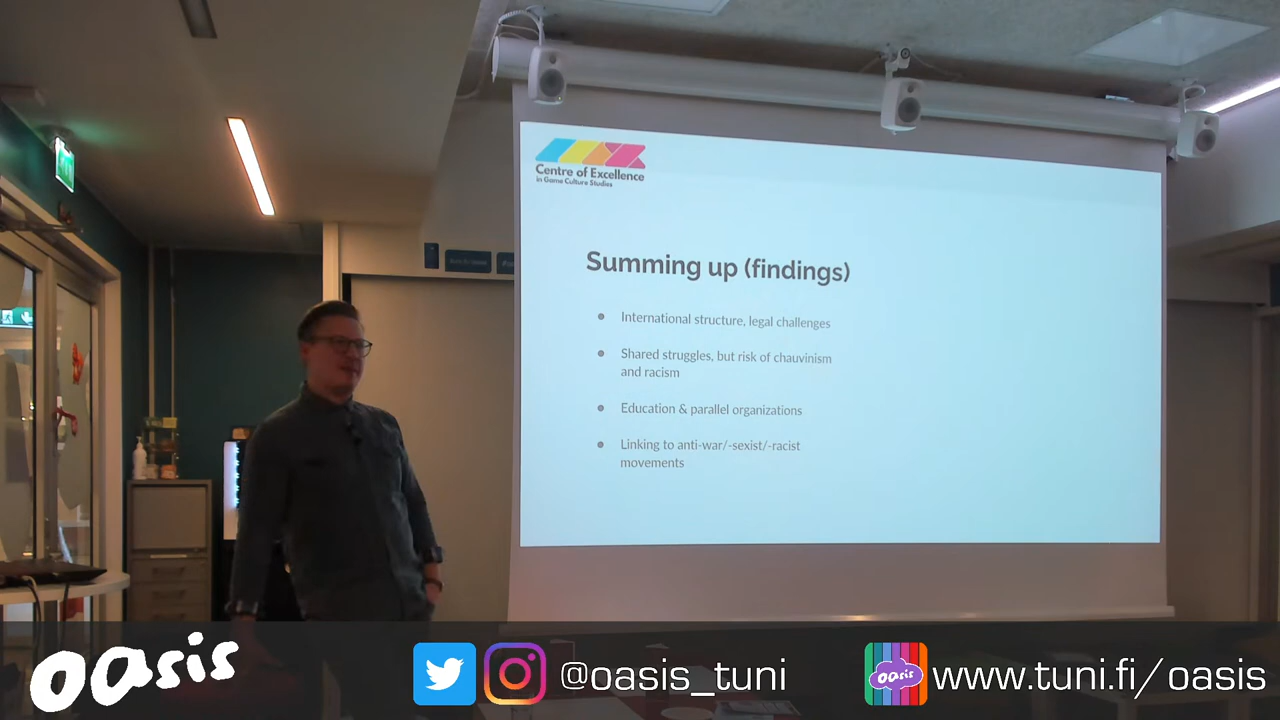 Centre of Excellence
in Game Culture Studies
Summing up (findings)
International structure, legal challenges
Shared struggles, but risk of chauvinism
and racism
Education & parallel organizations
Linking to anti-war/-sexist/-racist
movements
oasis
@oasis_tuni
oasis
www.tuni.fi/oasis